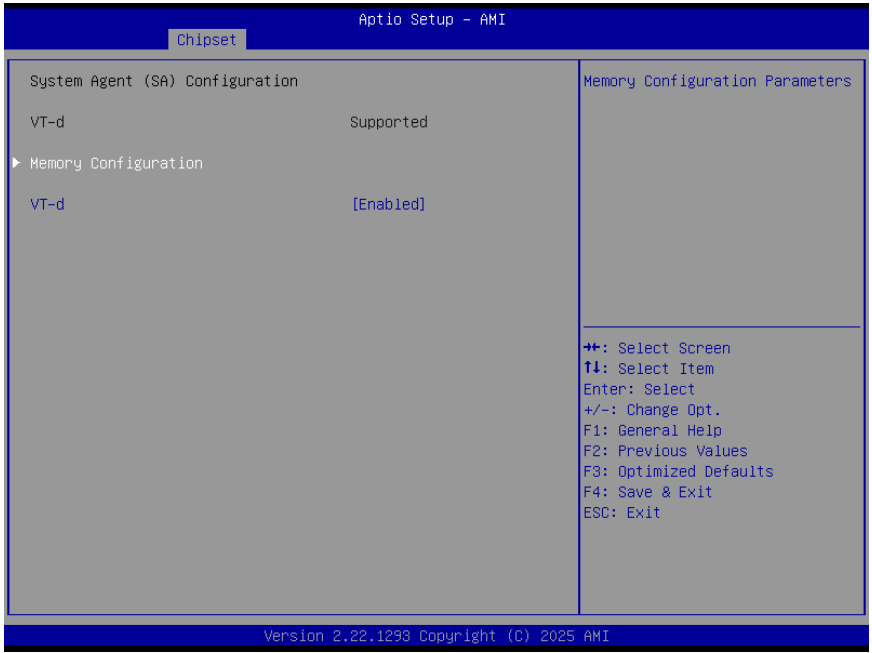 Aptio Setup – AMI
Chipset
System Agent (SA) Configuration
VT-d Supported
Memory Configuration
VT-d [Enabled]
Memory Configuration Parameters
→←: Select Screen
↑↓: Select Item
Enter: Select
+/-: Change Opt.
F1: General Help
F2: Previous Values
F3: Optimized Defaults
F4: Save & Exit
ESC: Exit
Version 2.22.1293 Copyright (C) 2025 AMI